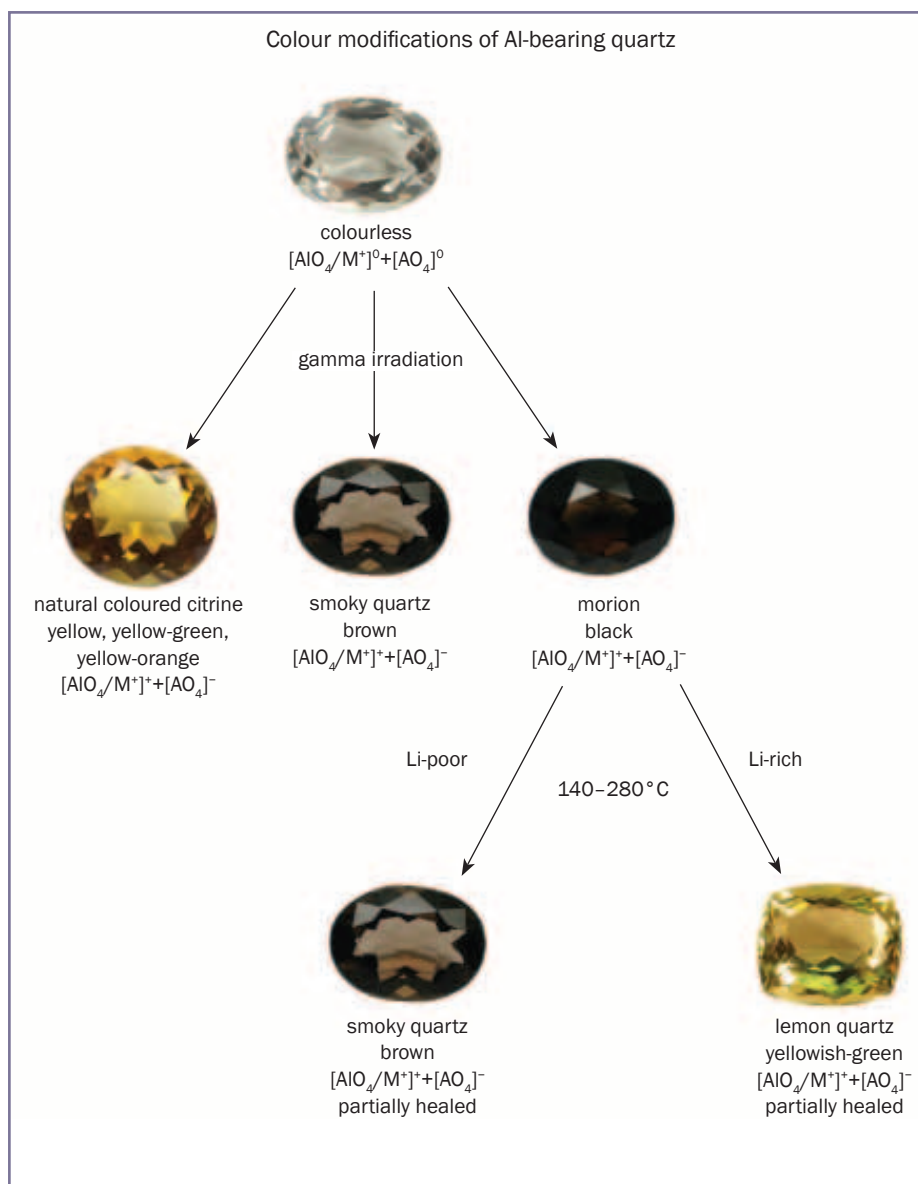 Colour modifications of Al-bearing quartz
colourless
[AlO₄/M⁺]⁰+[AO₄]⁰
gamma irradiation
natural coloured citrine
yellow, yellow-green,
yellow-orange
[AlO₄/M⁺]⁺+[AO₄]⁻
smoky quartz
brown
[AlO₄/M⁺]⁺+[AO₄]⁻
morion
black
[AlO₄/M⁺]⁺+[AO₄]⁻
Li-poor
140–280°C
Li-rich
smoky quartz
brown
[AlO₄/M⁺]⁺+[AO₄]⁻
partially healed
lemon quartz
yellowish-green
[AlO₄/M⁺]⁺+[AO₄]⁻
partially healed